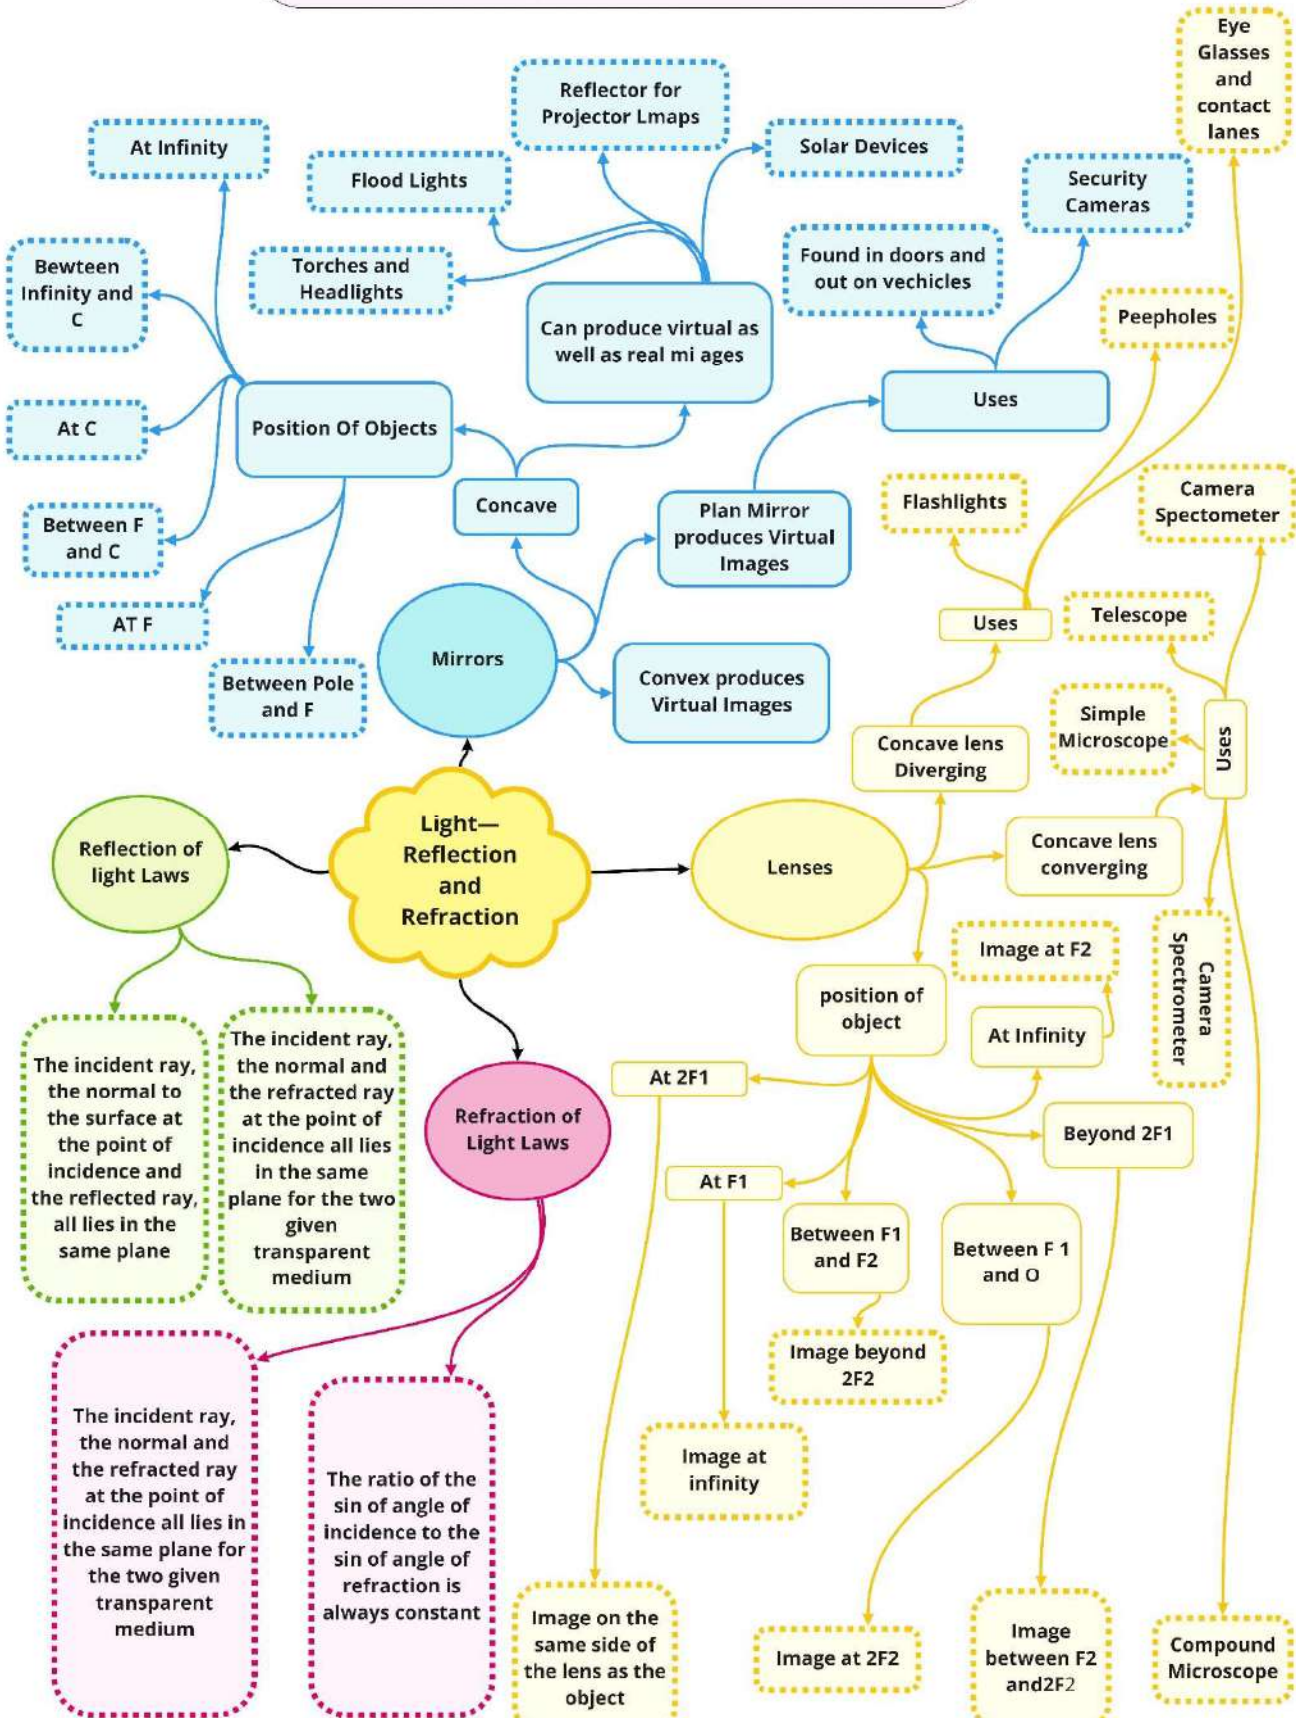 Eye
Glasses
and
contact
lanes
Reflector for
Projector Lmaps
At Infinity
Solar Devices
Flood Lights
Security
Cameras
Bewteen
Infinity and
C
Torches and
Headlights
Found in doors and
out on vechicles
Peepholes
Can produce virtual as
well as real mi ages
Uses
At C
Position Of Objects
Concave
Plan Mirror
produces Virtual
Images
Flashlights
Camera
Spectometer
Between F
and C
AT F
Uses
Telescope
Mirrors
Between Pole
and F
Convex produces
Virtual Images
Simple
Microscope
Uses
Concave lens
Diverging
Light—
Reflection
and
Refraction
Reflection of
light Laws
Lenses
Concave lens
converging
Image at F2
Camera
Spectrometer
position of
object
At Infinity
The incident ray,
the normal to
the surface at
the point of
incidence and
the reflected ray,
all lies in the
same plane
The incident ray,
the normal and
the refracted ray
at the point of
incidence all lies
in the same
plane for the two
given
transparent
medium
Refraction of
Light Laws
At 2F1
Beyond 2F1
At F1
Between F1
and F2
Between F 1
and O
Image beyond
2F2
Image at
infinity
The incident ray,
the normal and
the refracted ray
at the point of
incidence all lies in
the same plane for
the two given
transparent
medium
The ratio of the
sin of angle of
incidence to the
sin of angle of
refraction is
always constant
Image on the
same side of
the lens as the
object
Image at 2F2
Image
between F2
and2F2
Compound
Microscope